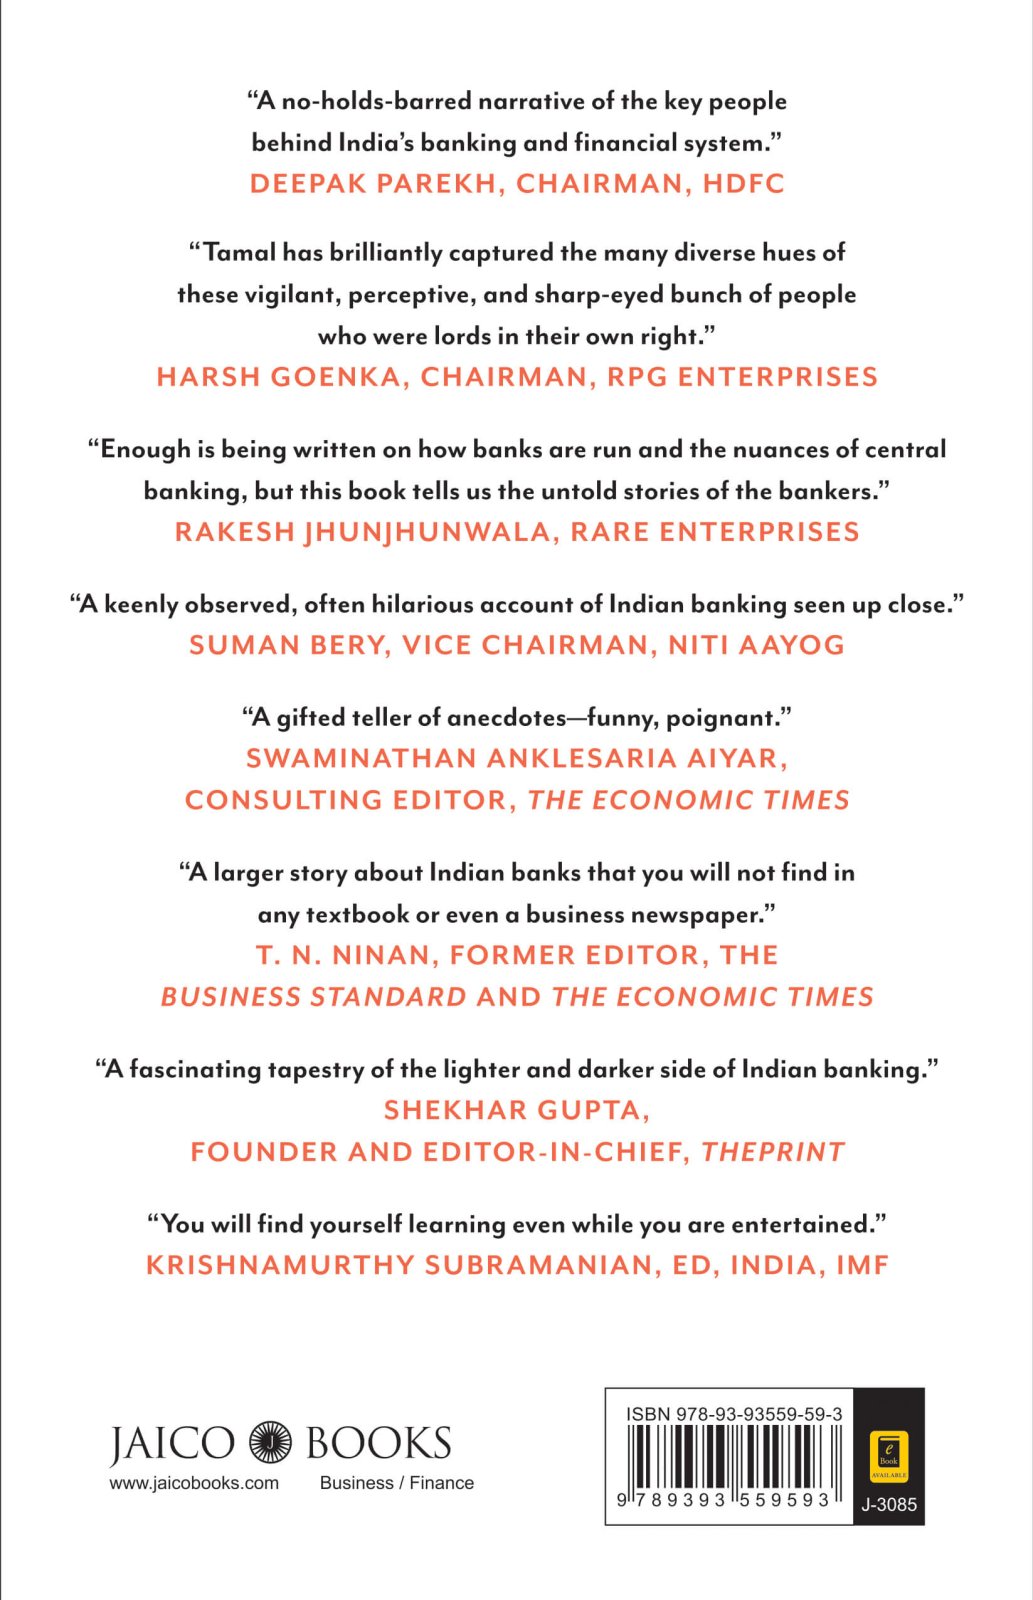 “A no-holds-barred narrative of the key people
behind India’s banking and financial system.”
DEEPAK PAREKH, CHAIRMAN, HDFC
“Tamal has brilliantly captured the many diverse hues of
these vigilant, perceptive, and sharp-eyed bunch of people
who were lords in their own right.”
HARSH GOENKA, CHAIRMAN, RPG ENTERPRISES
“Enough is being written on how banks are run and the nuances of central
banking, but this book tells us the untold stories of the bankers.”
RAKESH JHUNJHUNWALA, RARE ENTERPRISES
“A keenly observed, often hilarious account of Indian banking seen up close.”
SUMAN BERY, VICE CHAIRMAN, NITI AAYOG
“A gifted teller of anecdotes—funny, poignant.”
SWAMINATHAN ANKLESARIA AIYAR,
CONSULTING EDITOR, THE ECONOMIC TIMES
“A larger story about Indian banks that you will not find in
any textbook or even a business newspaper.”
T. N. NINAN, FORMER EDITOR, THE
BUSINESS STANDARD AND THE ECONOMIC TIMES
“A fascinating tapestry of the lighter and darker side of Indian banking.”
SHEKHAR GUPTA,
FOUNDER AND EDITOR-IN-CHIEF, THEPRINT
“You will find yourself learning even while you are entertained.”
KRISHNAMURTHY SUBRAMANIAN, ED, INDIA, IMF
JAICO J BOOKS
www.jaicobooks.com Business / Finance
ISBN 978-93-93559-59-3
9 789393 559593
e
Book
AVAILABLE
J-3085